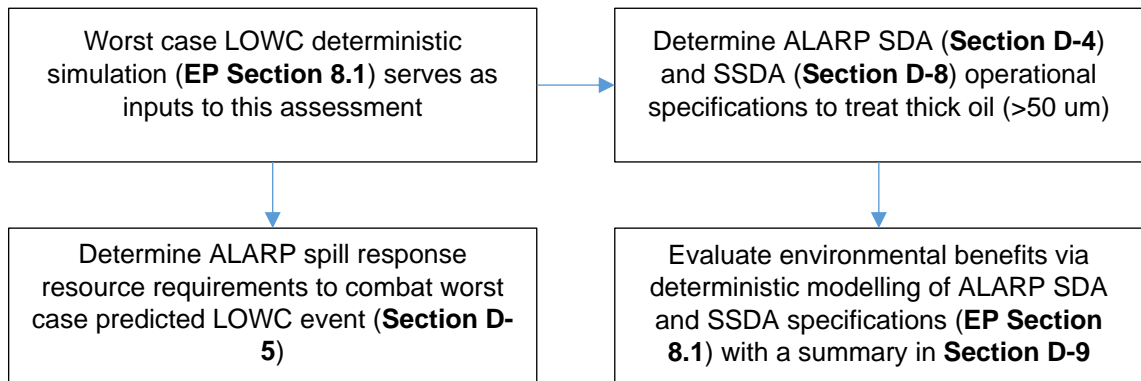 Worst case LOWC deterministic
simulation (EP Section 8.1) serves as
inputs to this assessment
Determine ALARP SDA (Section D-4)
and SSDA (Section D-8) operational
specifications to treat thick oil (>50 um)
Determine ALARP spill response
resource requirements to combat worst
case predicted LOWC event (Section D-
5)
Evaluate environmental benefits via
deterministic modelling of ALARP SDA
and SSDA specifications (EP Section
8.1) with a summary in Section D-9